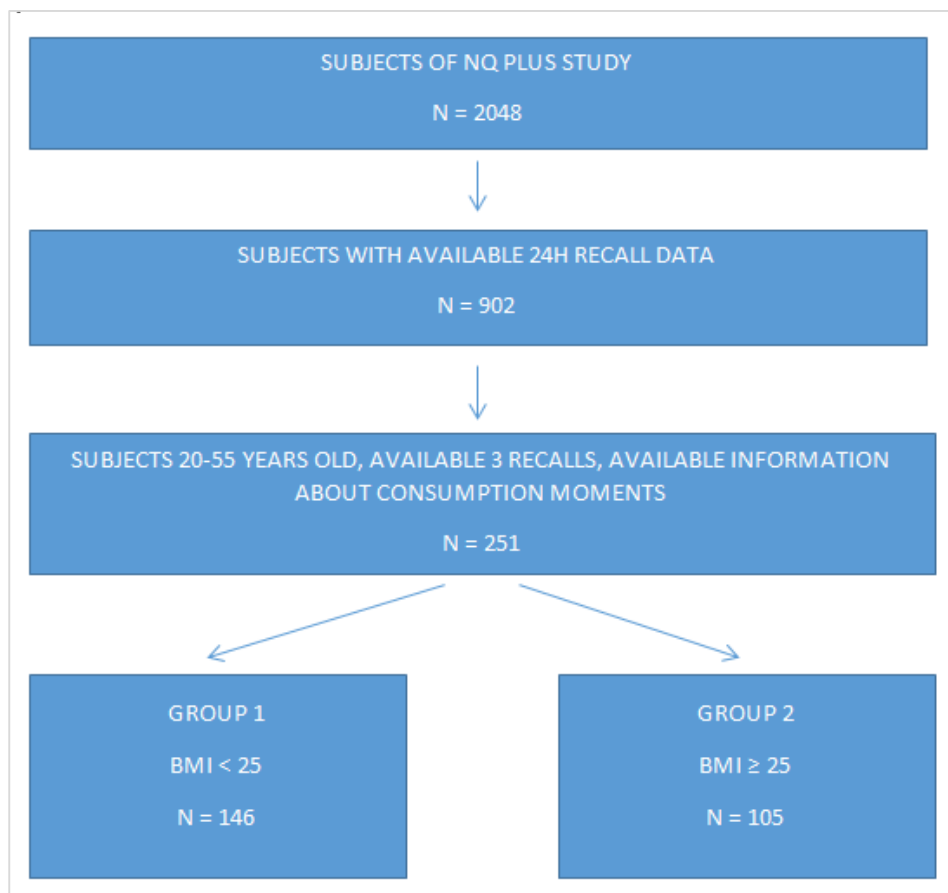 SUBJECTS OF NQ PLUS STUDY
N = 2048
SUBJECTS WITH AVAILABLE 24H RECALL DATA
N = 902
SUBJECTS 20-55 YEARS OLD, AVAILABLE 3 RECALLS, AVAILABLE INFORMATION
ABOUT CONSUMPTION MOMENTS
N = 251
GROUP 1
BMI < 25
N = 146
GROUP 2
BMI ≥ 25
N = 105